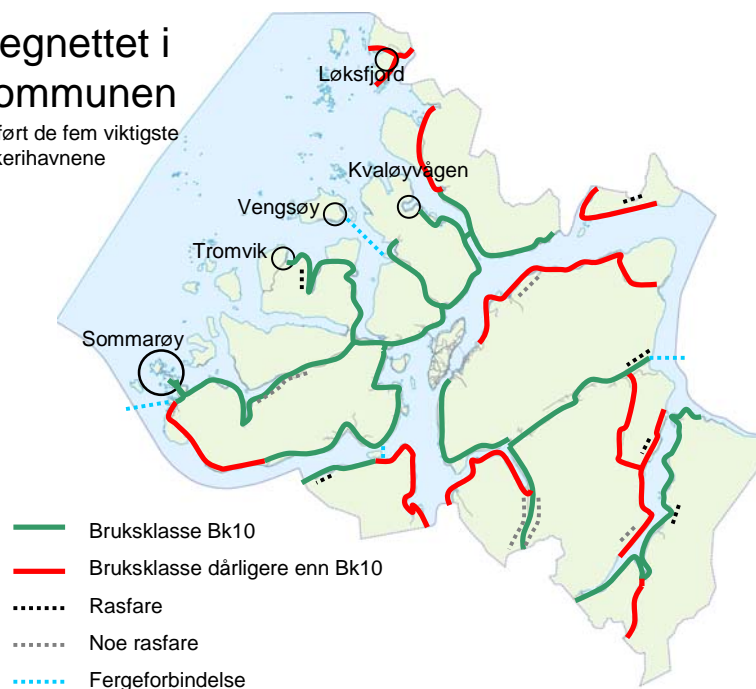 egnettet i
ommunen
ført de fem viktigste
kerihavnene
Løksfjord
Kvaløyvågen
Vengsøy
Tromvik
Sommarøy
Bruksklasse Bk10
Bruksklasse dårligere enn Bk10
Rasfare
Noe rasfare
Fergeforbindelse